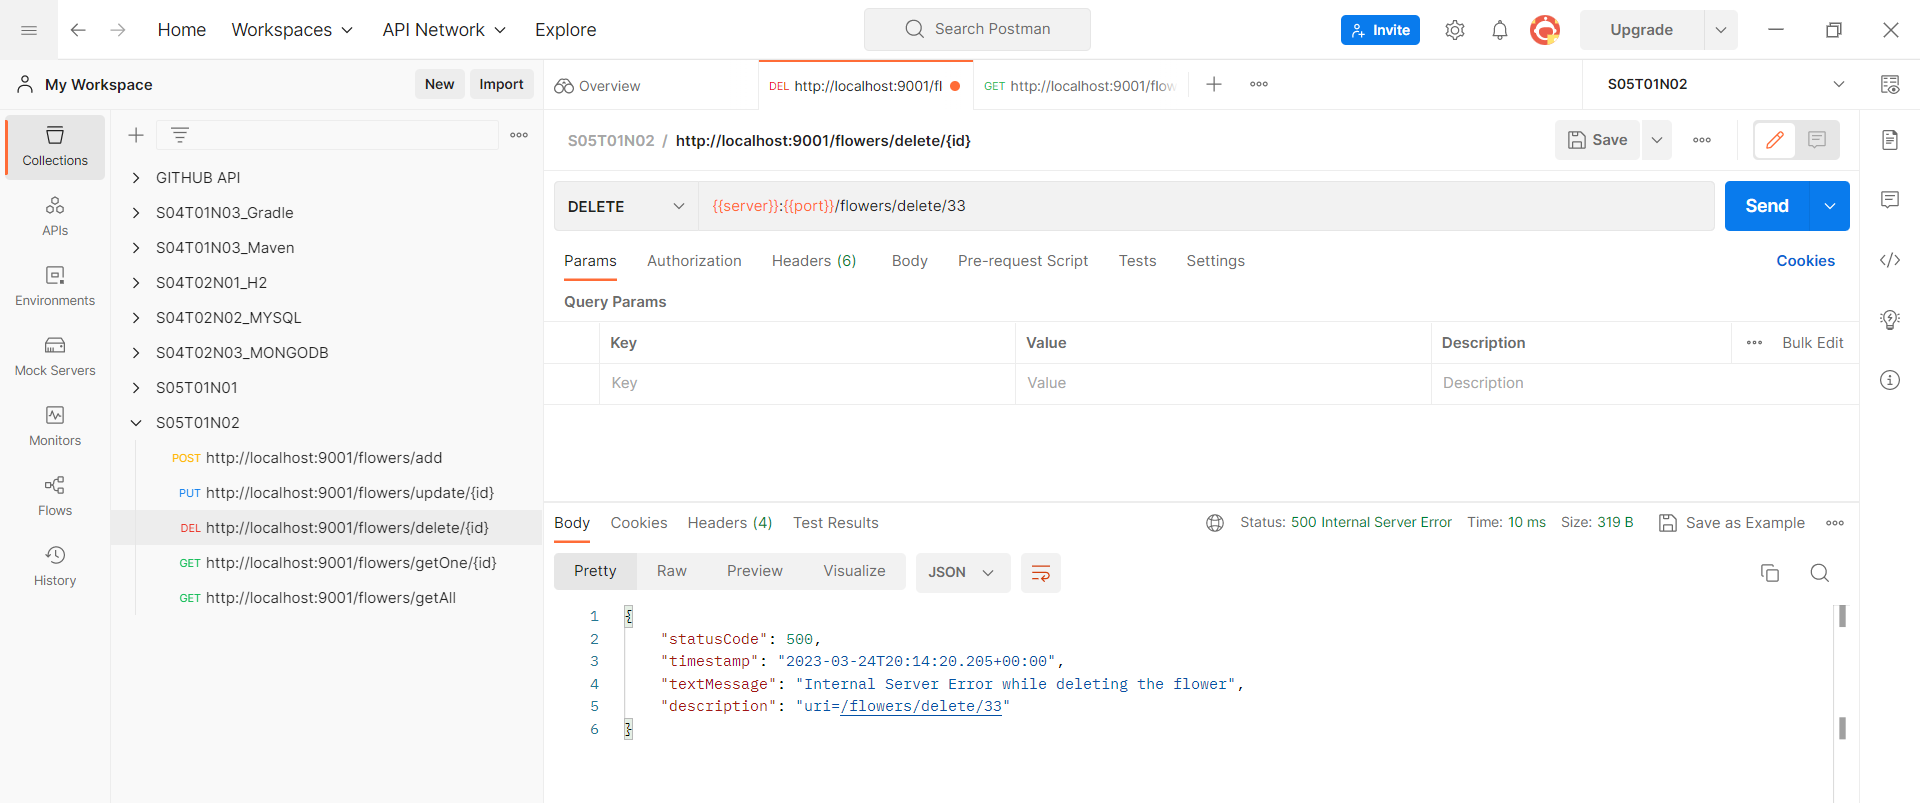 Home Workspaces API Network Explore Search Postman Invite Upgrade
My Workspace New Import Overview DEL http://localhost:9001/fl GET http://localhost:9001/flow S05T01N02
Collections
APIs
Environments
Mock Servers
Monitors
Flows
History
GITHUB API
S04T01N03_Gradle
S04T01N03_Maven
S04T02N01_H2
S04T02N02_MYSQL
S04T02N03_MONGODB
S05T01N01
S05T01N02
POST http://localhost:9001/flowers/add
PUT http://localhost:9001/flowers/update/{id}
DEL http://localhost:9001/flowers/delete/{id}
GET http://localhost:9001/flowers/getOne/{id}
GET http://localhost:9001/flowers/getAll
S05T01N02 / http://localhost:9001/flowers/delete/{id} Save
DELETE {{server}}:{{port}}/flowers/delete/33 Send
Params Authorization Headers (6) Body Pre-request Script Tests Settings Cookies
Query Params
Key Value Description Bulk Edit
Key Value Description
Body Cookies Headers (4) Test Results Status: 500 Internal Server Error Time: 10 ms Size: 319 B Save as Example
Pretty Raw Preview Visualize JSON
1 {
2 "statusCode": 500,
3 "timestamp": "2023-03-24T20:14:20.205+00:00",
4 "textMessage": "Internal Server Error while deleting the flower",
5 "description": "uri=/flowers/delete/33"
6 }